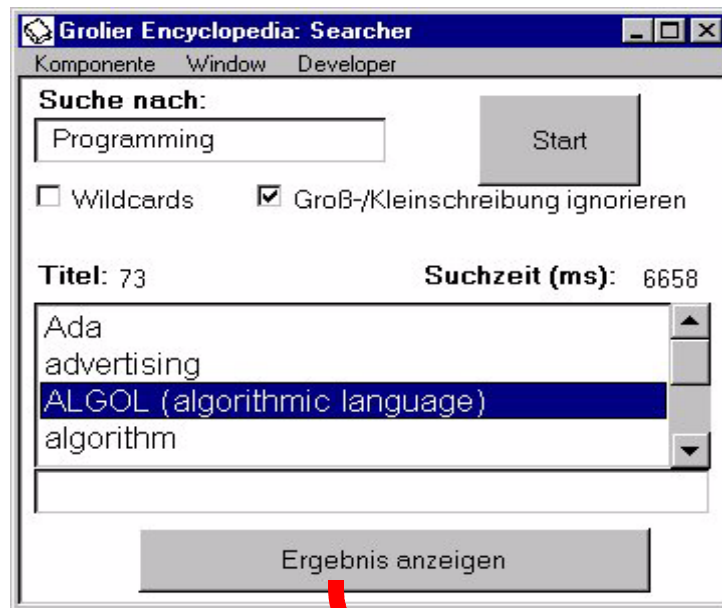 Grolier Encyclopedia: Searcher
Komponente Window Developer
Suche nach:
Programming
Start
Wildcards Groß-/Kleinschreibung ignorieren
Titel: 73 Suchzeit (ms): 6658
Ada
advertising
ALGOL (algorithmic language)
algorithm
Ergebnis anzeigen